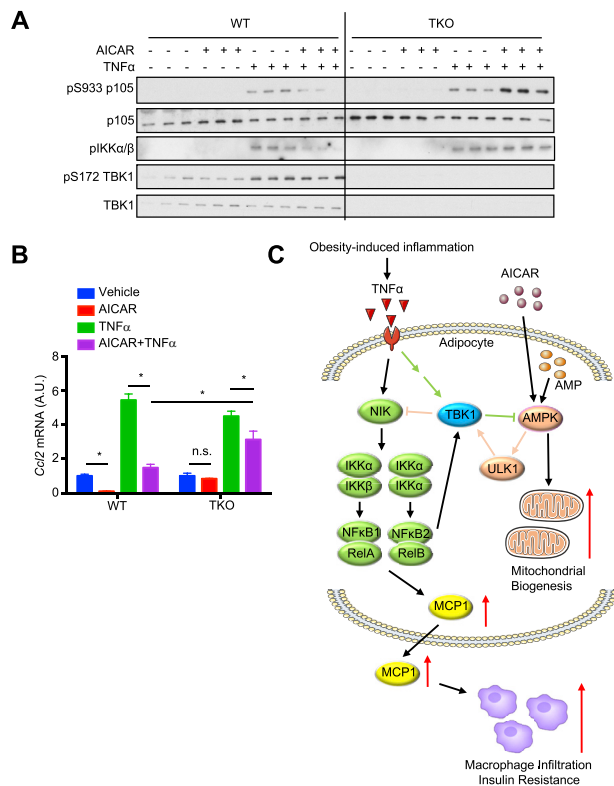 A
WT TKO
AICAR - - - + + + - - - + + + - - - + + + - - - + + +
TNFα - - - - - - + + + + + + - - - - - - + + + + + +
pS933 p105
p105
pIKKα/β
pS172 TBK1
TBK1
B
Vehicle
AICAR
TNFα
AICAR+TNFα
Ccl2 mRNA (A.U.)
8
6
4
2
0
* * * n.s. *
WT TKO
C
Obesity-induced inflammation
TNFα
AICAR
Adipocyte
AMP
NIK TBK1 AMPK
ULK1
IKKα IKKα
IKKβ IKKα
NFκB1 NFκB2
RelA RelB
Mitochondrial
Biogenesis
MCP1
MCP1
Macrophage Infiltration
Insulin Resistance